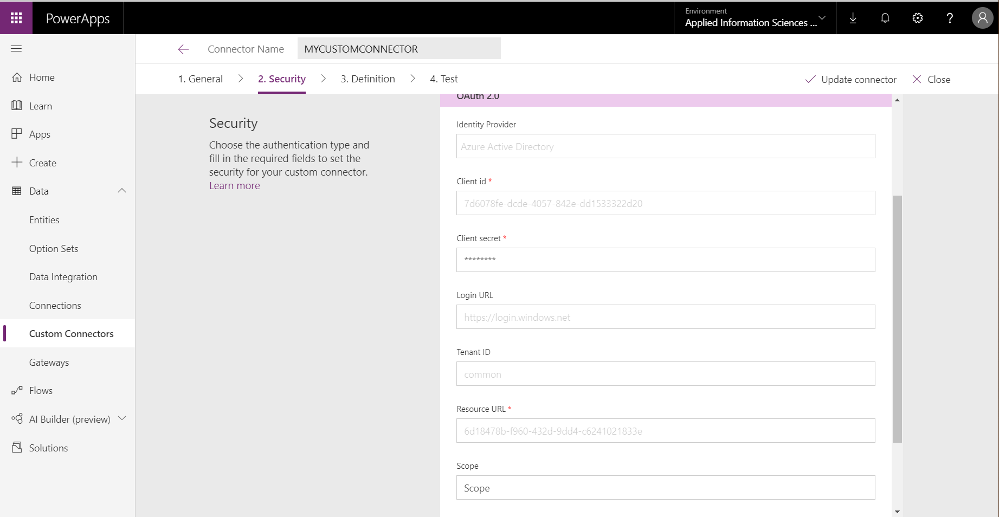 PowerApps
Environment
Applied Information Sciences ...
Connector Name
MYCUSTOMCONNECTOR
1. General
2. Security
3. Definition
4. Test
Update connector
Close
Home
Learn
Apps
Create
Data
Entities
Option Sets
Data Integration
Connections
Custom Connectors
Gateways
Flows
AI Builder (preview)
Solutions
Security
Choose the authentication type and
fill in the required fields to set the
security for your custom connector.
Learn more
OAuth 2.0
Identity Provider
Azure Active Directory
Client id *
7d6078fe-dcde-4057-842e-dd1533322d20
Client secret *
********
Login URL
https://login.windows.net
Tenant ID
common
Resource URL *
6d18478b-f960-432d-9dd4-c6241021833e
Scope
Scope